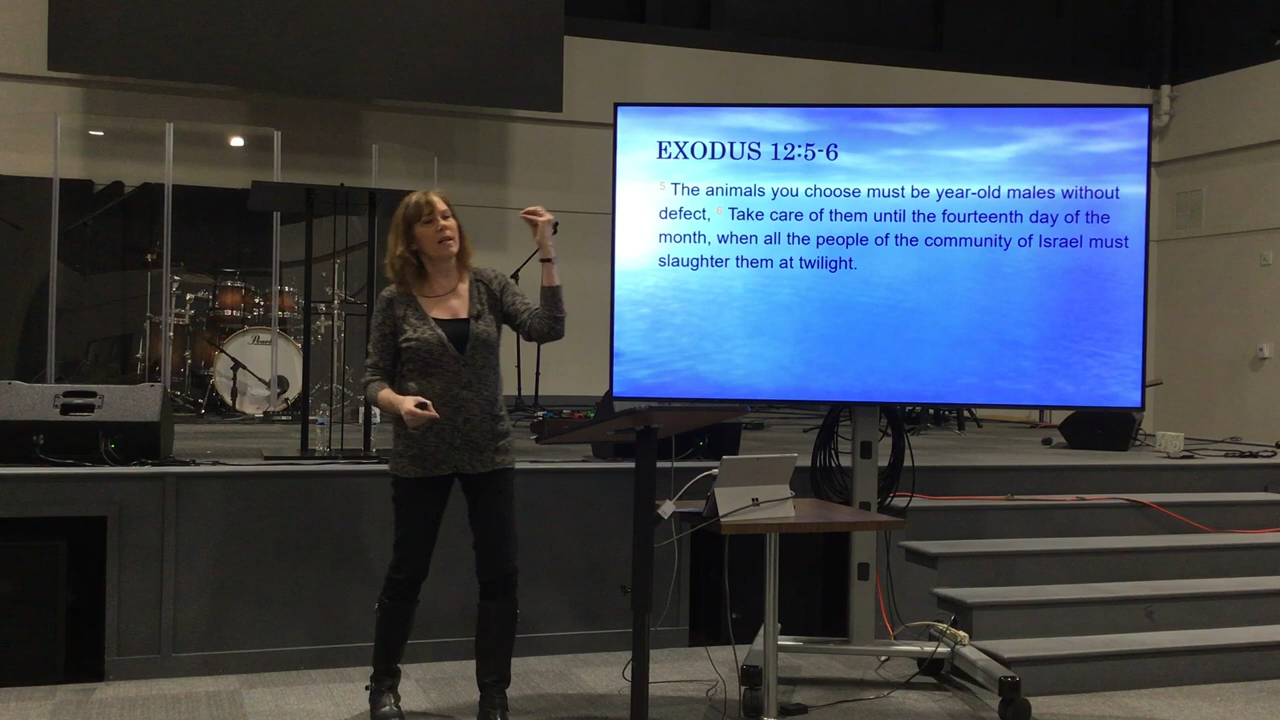 EXODUS 12:5-6
5 The animals you choose must be year-old males without
defect, 6 Take care of them until the fourteenth day of the
month, when all the people of the community of Israel must
slaughter them at twilight.
Pearl